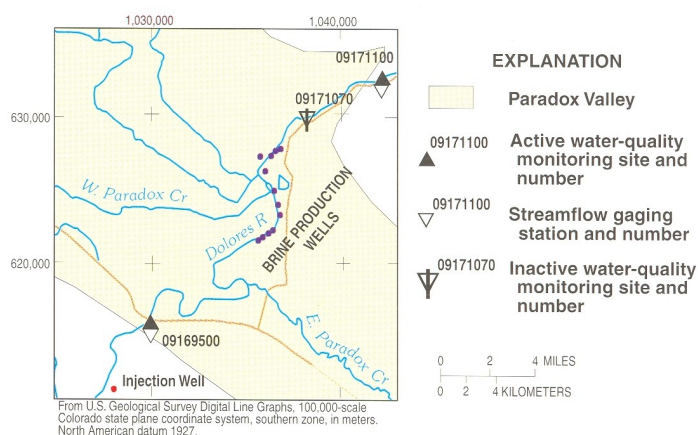 1,030,000
1,040,000
09171100
09171070
630,000
W. Paradox Cr
Dolores R
BRINE PRODUCTION
WELLS
620,000
09169500
E. Paradox Cr
Injection Well
From U.S. Geological Survey Digital Line Graphs, 100,000-scale
Colorado state plane coordinate system, southern zone, in meters.
North American datum 1927.
EXPLANATION
Paradox Valley
09171100
Active water-quality
monitoring site and
number
09171100
Streamflow gaging
station and number
09171070
Inactive water-quality
monitoring site and
number
0 2 4 MILES
0 2 4 KILOMETERS